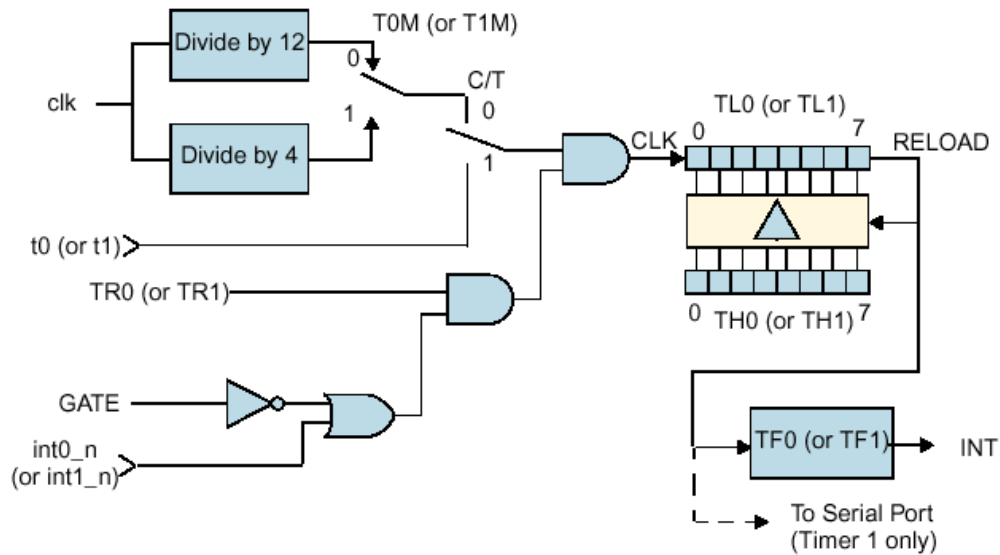 T0M (or T1M)
Divide by 12
0
C/T
clk
0
TL0 (or TL1)
1
0
7
CLK
RELOAD
Divide by 4
1
t0 (or t1)
TR0 (or TR1)
0
7
TH0 (or TH1)
GATE
int0_n
(or int1_n)
TF0 (or TF1)
INT
To Serial Port
(Timer 1 only)